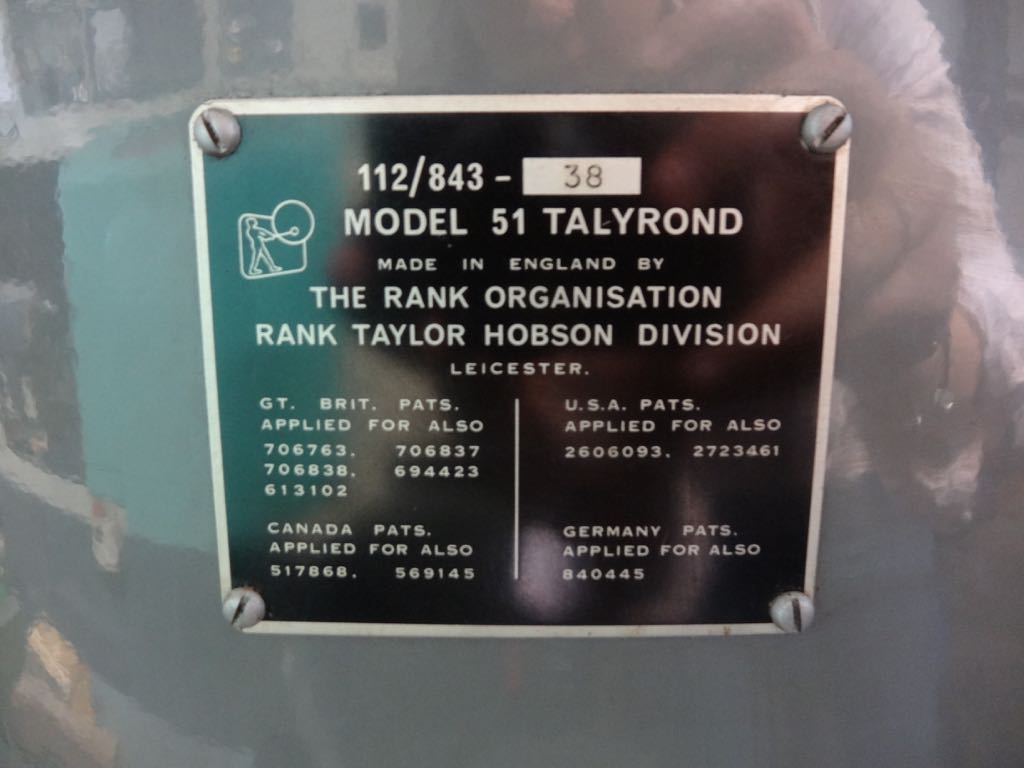 112/843 - 38
MODEL 51 TALYROND
MADE IN ENGLAND BY
THE RANK ORGANISATION
RANK TAYLOR HOBSON DIVISION
LEICESTER.
GT. BRIT. PATS.
APPLIED FOR ALSO
706763. 706837
706838. 694423
613102
U.S.A. PATS.
APPLIED FOR ALSO
2606093. 2723461
CANADA PATS.
APPLIED FOR ALSO
517868. 569145
GERMANY PATS.
APPLIED FOR ALSO
840445